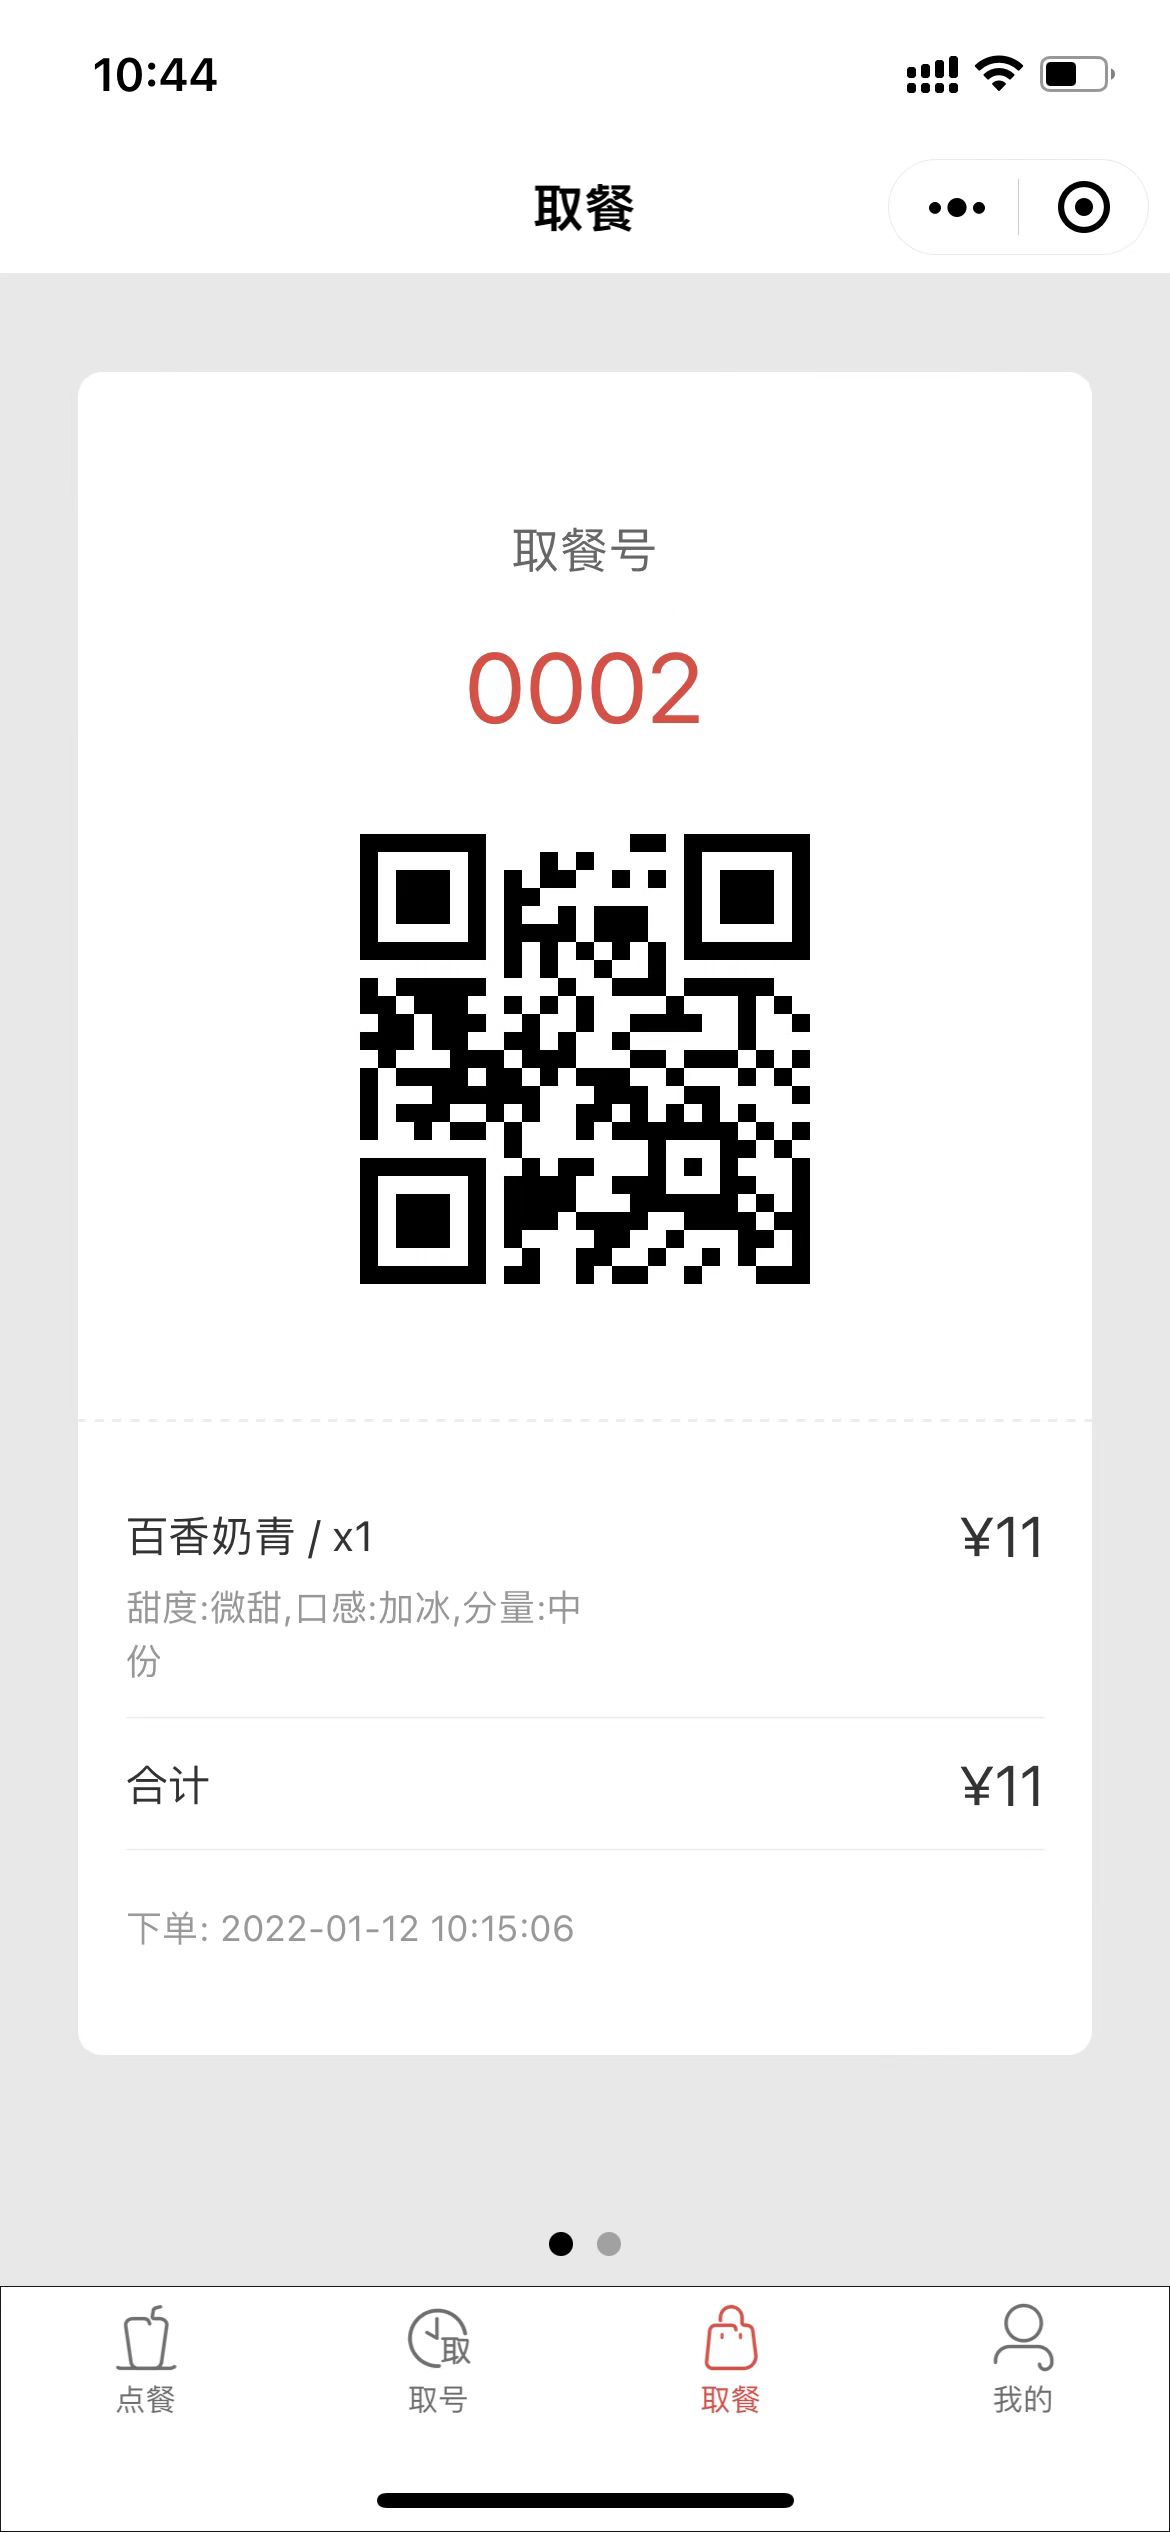 10:44
取餐
取餐号
0002
百香奶青 / x1
¥11
甜度:微甜,口感:加冰,分量:中
份
合计
¥11
下单: 2022-01-12 10:15:06
取
点餐
取号
取餐
我的